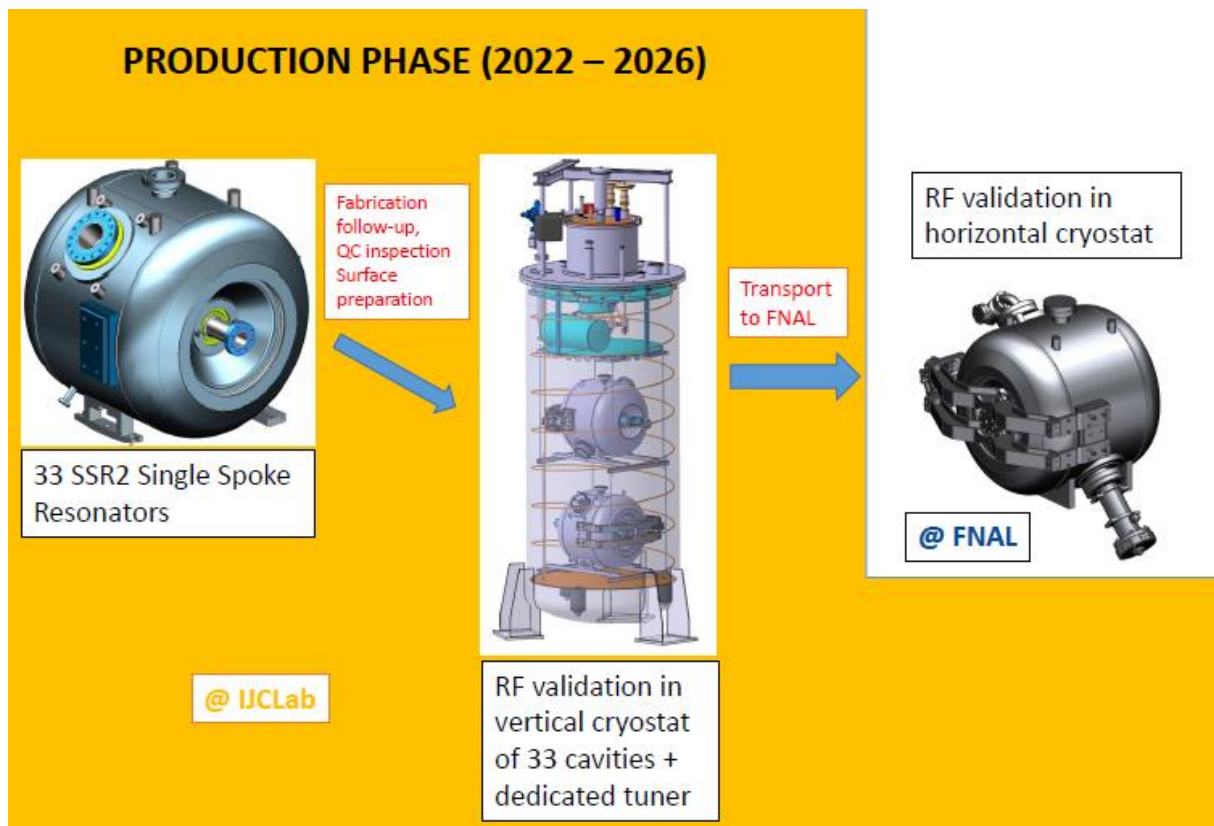 PRODUCTION PHASE (2022 – 2026)
Fabrication
follow-up,
QC inspection
Surface
preparation
Transport
to FNAL
RF validation in
horizontal cryostat
33 SSR2 Single Spoke
Resonators
@ FNAL
@ IJCLab
RF validation in
vertical cryostat
of 33 cavities +
dedicated tuner